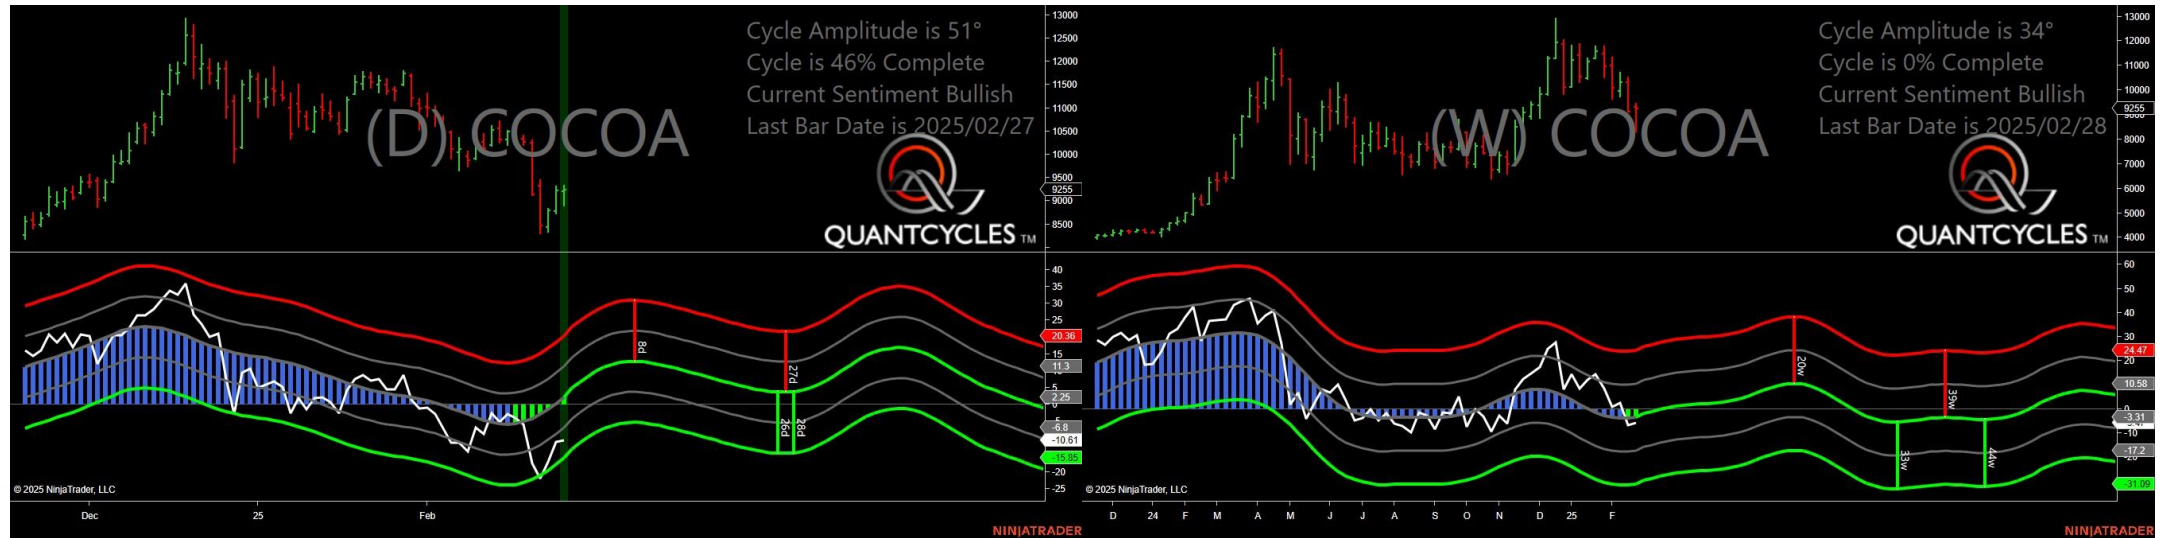 Cycle Amplitude is 51°
Cycle is 46% Complete
Current Sentiment Bullish
Last Bar Date is 2025/02/27
(D) COCOA
QUANTCYCLES TM
13000
12500
12000
11500
11000
10500
10000
9500
9255
9000
8500
40
35
30
25
20.36
15
11.3
5
2.25
0
-6.8
-10.61
-15.85
-20
-25
8d
27d
26d
28d
© 2025 NinjaTrader, LLC
Dec 25 Feb
NINJATRADER
Cycle Amplitude is 34°
Cycle is 0% Complete
Current Sentiment Bullish
Last Bar Date is 2025/02/28
(W) COCOA
QUANTCYCLES TM
13000
12000
11000
10000
9255
8000
7000
6000
5000
4000
60
50
40
30
24.47
20
10.58
0
-3.31
-10
-17.2
-31.09
20w
39w
33w
44w
© 2025 NinjaTrader, LLC
D 24 F M A M J J A S O N D 25 F
NINJATRADER